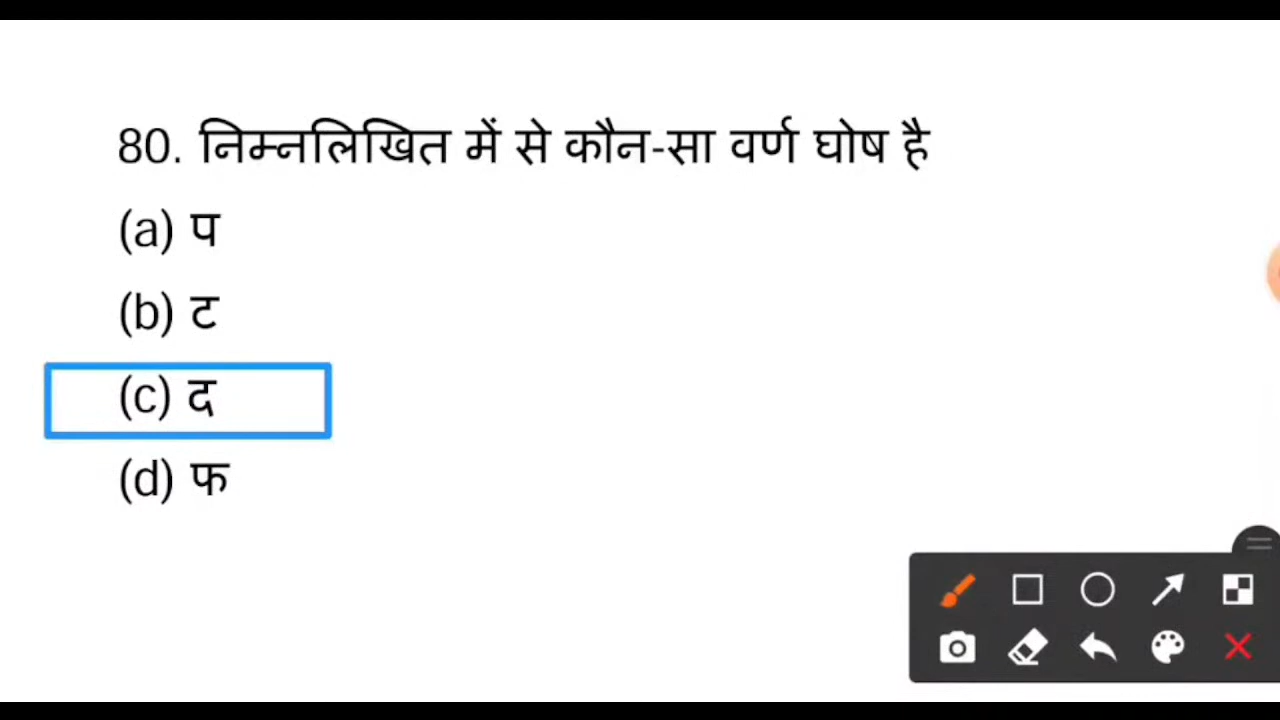 80. निम्नलिखित में से कौन-सा वर्ण घोष है
(a) प
(b) ट
(c) द
(d) फ